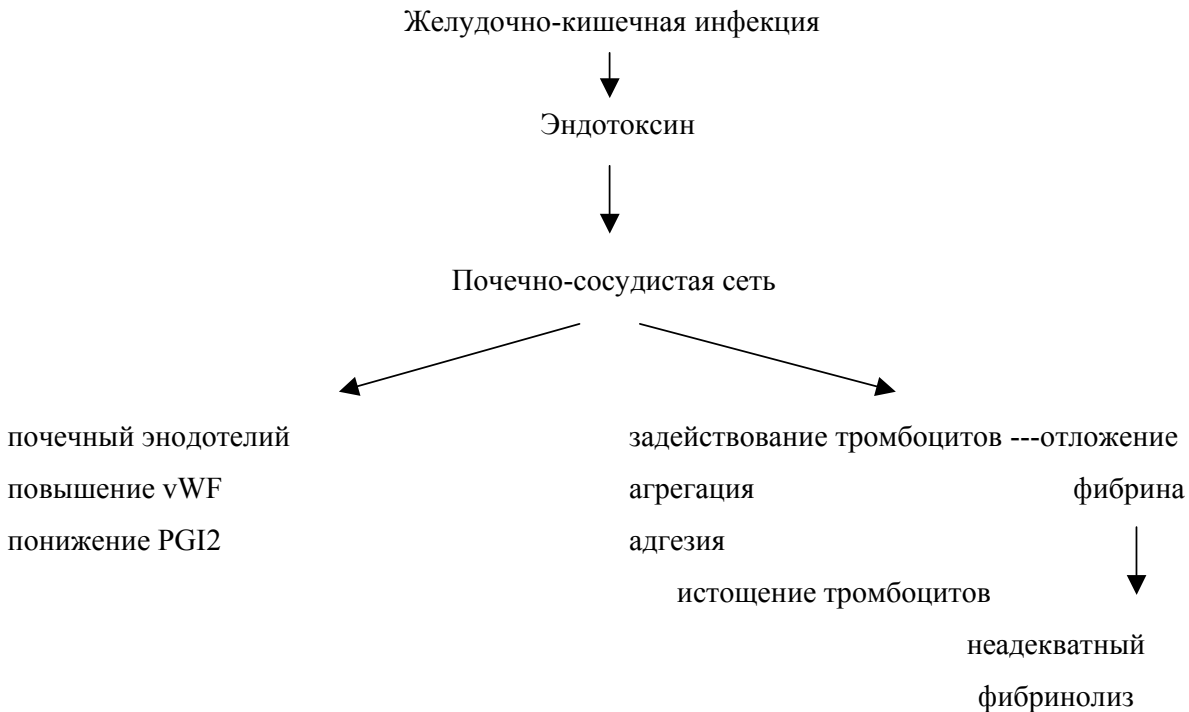 Желудочно-кишечная инфекция
Эндотоксин
Почечно-сосудистая сеть
почечный энодотелий
повышение vWF
понижение PGI2
задействование тромбоцитов ---отложение
агрегация фибрина
адгезия
истощение тромбоцитов
неадекватный
фибринолиз